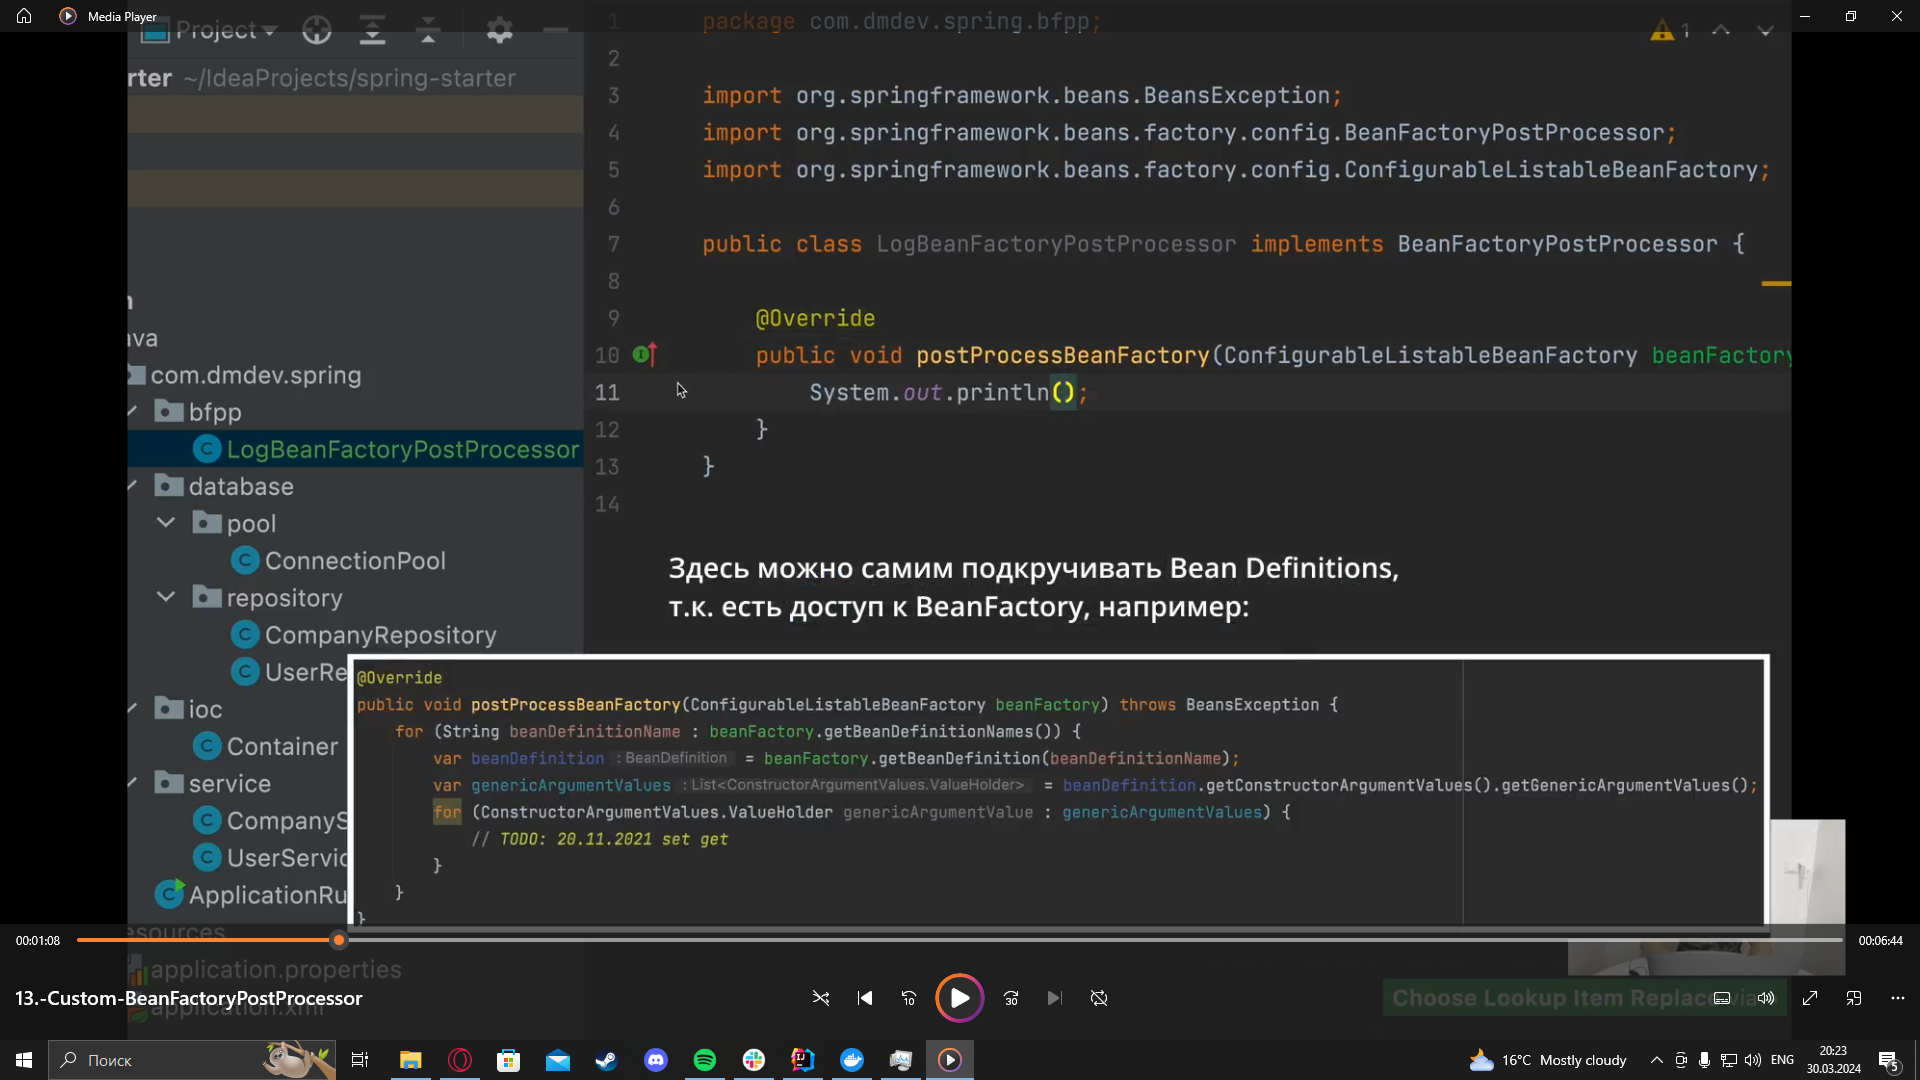 Media Player
Project
rter ~/IdeaProjects/spring-starter
ava
com.dmdev.spring
bfpp
LogBeanFactoryPostProcessor
database
pool
ConnectionPool
repository
CompanyRepository
UserRe
ioc
Container
service
CompanyS
UserServic
ApplicationRu
esources
application.properties
application.xml
1 package com.dmdev.spring.bfpp;
2
3 import org.springframework.beans.BeansException;
4 import org.springframework.beans.factory.config.BeanFactoryPostProcessor;
5 import org.springframework.beans.factory.config.ConfigurableListableBeanFactory;
6
7 public class LogBeanFactoryPostProcessor implements BeanFactoryPostProcessor {
8
9 @Override
10 public void postProcessBeanFactory(ConfigurableListableBeanFactory beanFactory
11 System.out.println();
12 }
13 }
14
1
Здесь можно самим подкручивать Bean Definitions,
т.к. есть доступ к BeanFactory, например:
@Override
public void postProcessBeanFactory(ConfigurableListableBeanFactory beanFactory) throws BeansException {
for (String beanDefinitionName : beanFactory.getBeanDefinitionNames()) {
var beanDefinition : BeanDefinition = beanFactory.getBeanDefinition(beanDefinitionName);
var genericArgumentValues : List<ConstructorArgumentValues.ValueHolder> = beanDefinition.getConstructorArgumentValues().getGenericArgumentValues();
for (ConstructorArgumentValues.ValueHolder genericArgumentValue : genericArgumentValues) {
// TODO: 20.11.2021 set get
}
}
}
00:01:08
00:06:44
13.-Custom-BeanFactoryPostProcessor
10
30
Choose Lookup Item Replace via
Поиск
16°C Mostly cloudy
ENG
20:23
30.03.2024
5